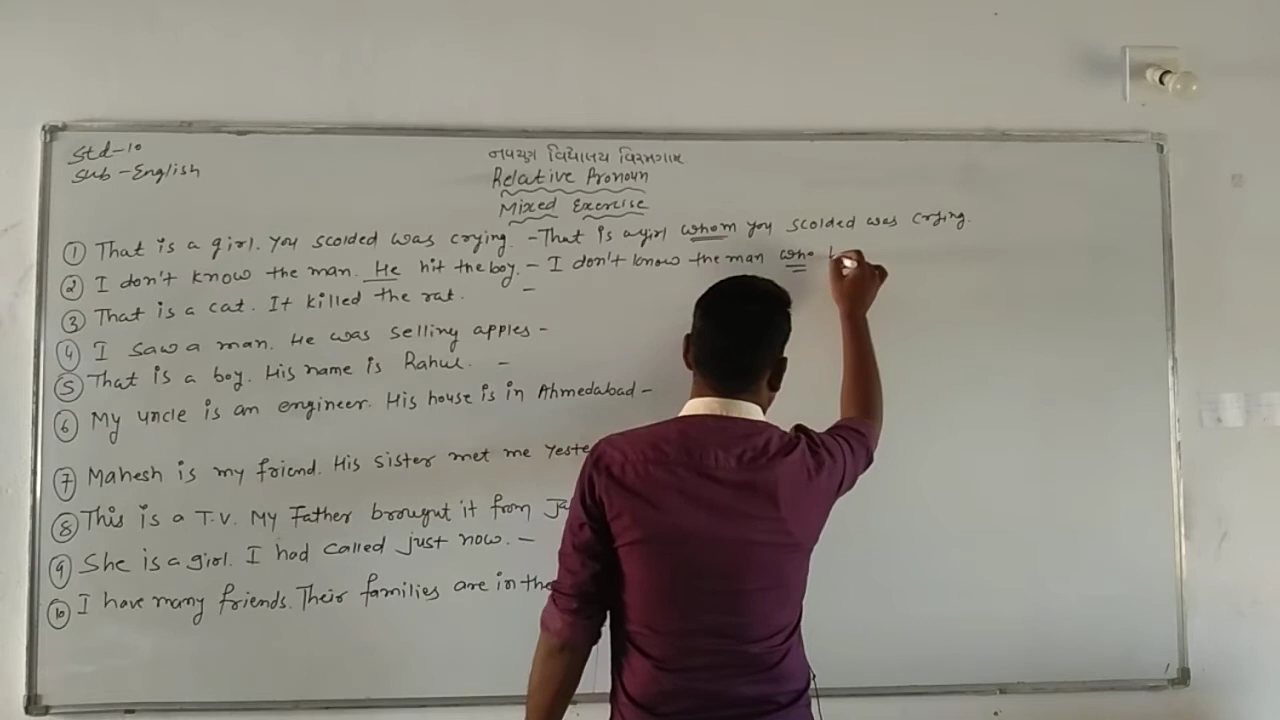 Std-10
Sub-English
નવયુગ વિદ્યાલય વિરમગામ
Relative Pronoun
Mixed Exercise
① That is a girl. You scolded was crying. - That is a girl whom you scolded was crying.
② I don't know the man. He hit the boy. - I don't know the man who
③ That is a cat. It killed the rat. -
④ I saw a man. He was selling apples -
⑤ That is a boy. His name is Rahul. -
⑥ My uncle is an engineer. His house is in Ahmedabad -
⑦ Mahesh is my friend. His sister met me
⑧ This is a T.V. My Father brought it from
⑨ She is a girl. I had called just now. -
⑩ I have many friends. Their families are in